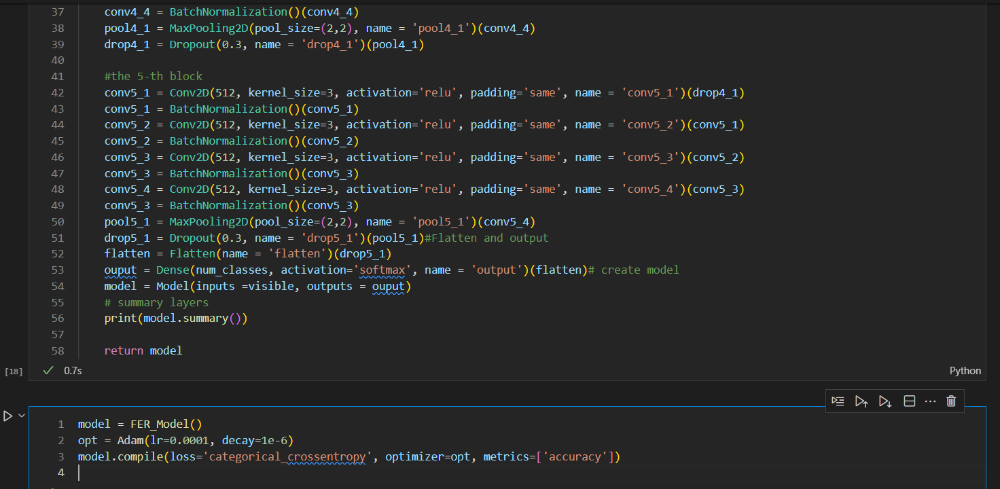 37 conv4_4 = BatchNormalization()(conv4_4)
38 pool4_1 = MaxPooling2D(pool_size=(2,2), name = 'pool4_1')(conv4_4)
39 drop4_1 = Dropout(0.3, name = 'drop4_1')(pool4_1)
40
41 #the 5-th block
42 conv5_1 = Conv2D(512, kernel_size=3, activation='relu', padding='same', name = 'conv5_1')(drop4_1)
43 conv5_1 = BatchNormalization()(conv5_1)
44 conv5_2 = Conv2D(512, kernel_size=3, activation='relu', padding='same', name = 'conv5_2')(conv5_1)
45 conv5_2 = BatchNormalization()(conv5_2)
46 conv5_3 = Conv2D(512, kernel_size=3, activation='relu', padding='same', name = 'conv5_3')(conv5_2)
47 conv5_3 = BatchNormalization()(conv5_3)
48 conv5_4 = Conv2D(512, kernel_size=3, activation='relu', padding='same', name = 'conv5_4')(conv5_3)
49 conv5_3 = BatchNormalization()(conv5_3)
50 pool5_1 = MaxPooling2D(pool_size=(2,2), name = 'pool5_1')(conv5_4)
51 drop5_1 = Dropout(0.3, name = 'drop5_1')(pool5_1)#Flatten and output
52 flatten = Flatten(name = 'flatten')(drop5_1)
53 ouput = Dense(num_classes, activation='softmax', name = 'output')(flatten)# create model
54 model = Model(inputs =visible, outputs = ouput)
55 # summary layers
56 print(model.summary())
57
58 return model
[18] 0.7s Python
1 model = FER_Model()
2 opt = Adam(lr=0.0001, decay=1e-6)
3 model.compile(loss='categorical_crossentropy', optimizer=opt, metrics=['accuracy'])
4